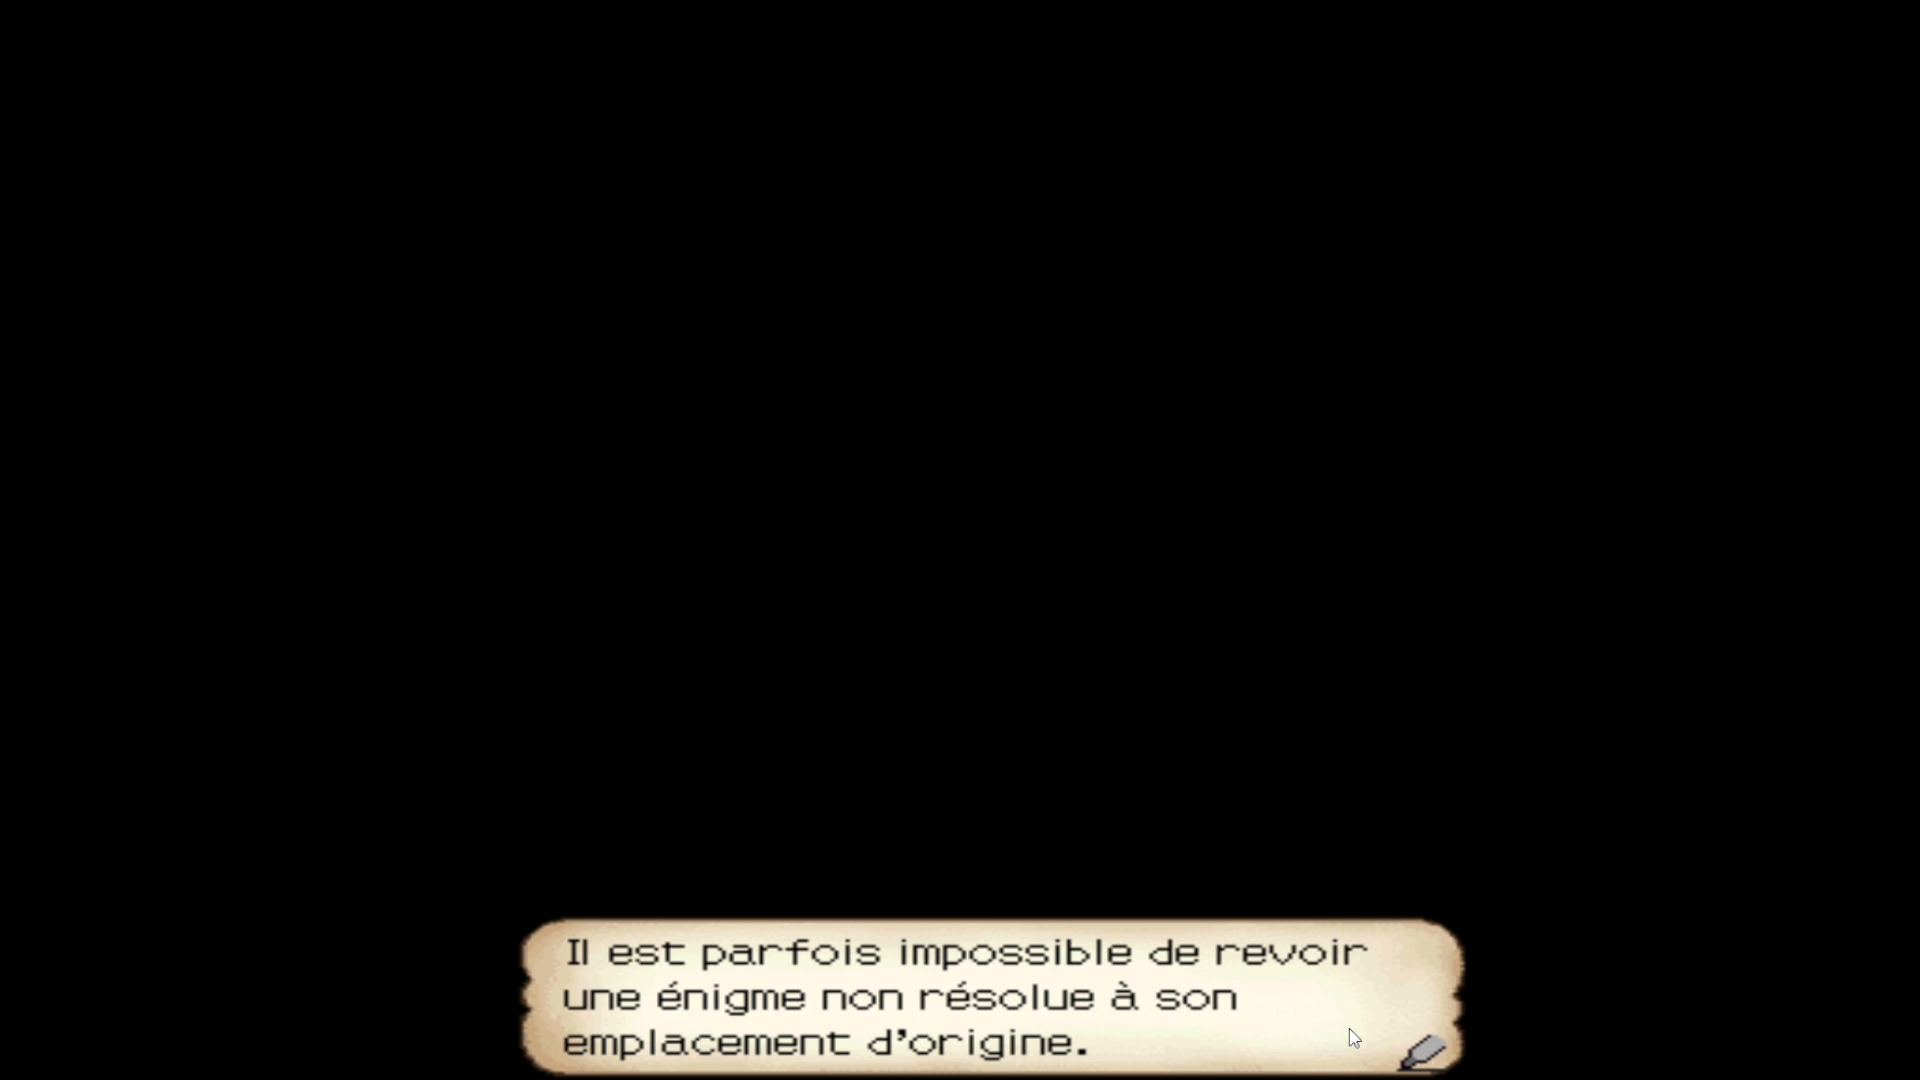 Il est parfois impossible de revoir
une énigme non résolue à son
emplacement d'origine.